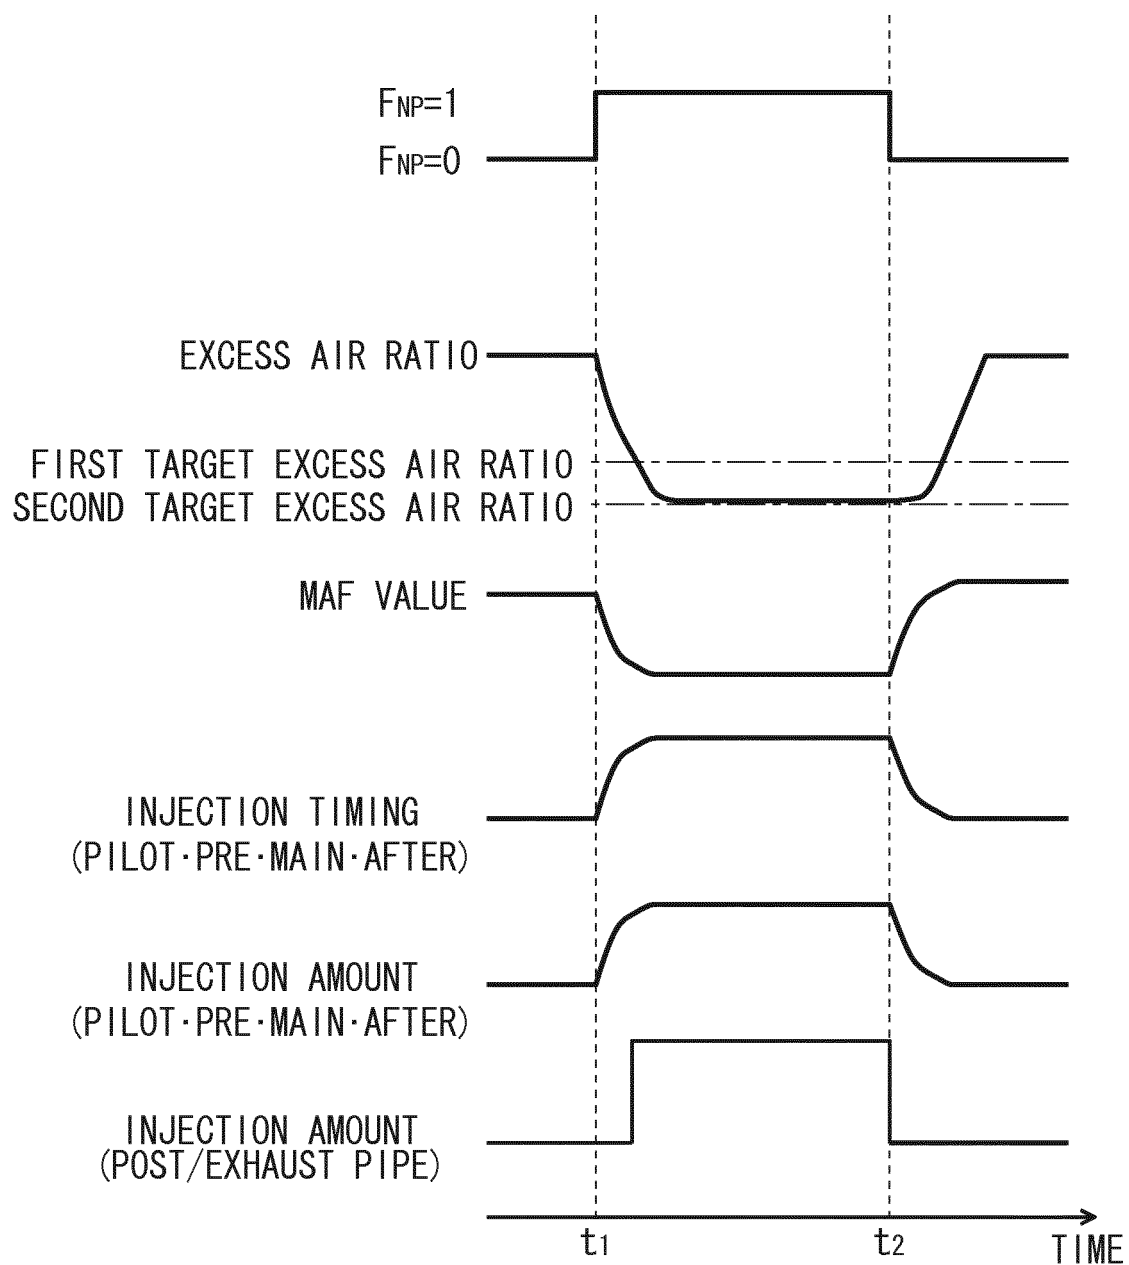 FNP=1
FNP=0
EXCESS AIR RATIO
FIRST TARGET EXCESS AIR RATIO
SECOND TARGET EXCESS AIR RATIO
MAF VALUE
INJECTION TIMING
(PILOT·PRE·MAIN·AFTER)
INJECTION AMOUNT
(PILOT·PRE·MAIN·AFTER)
INJECTION AMOUNT
(POST/EXHAUST PIPE)
t1 t2 TIME